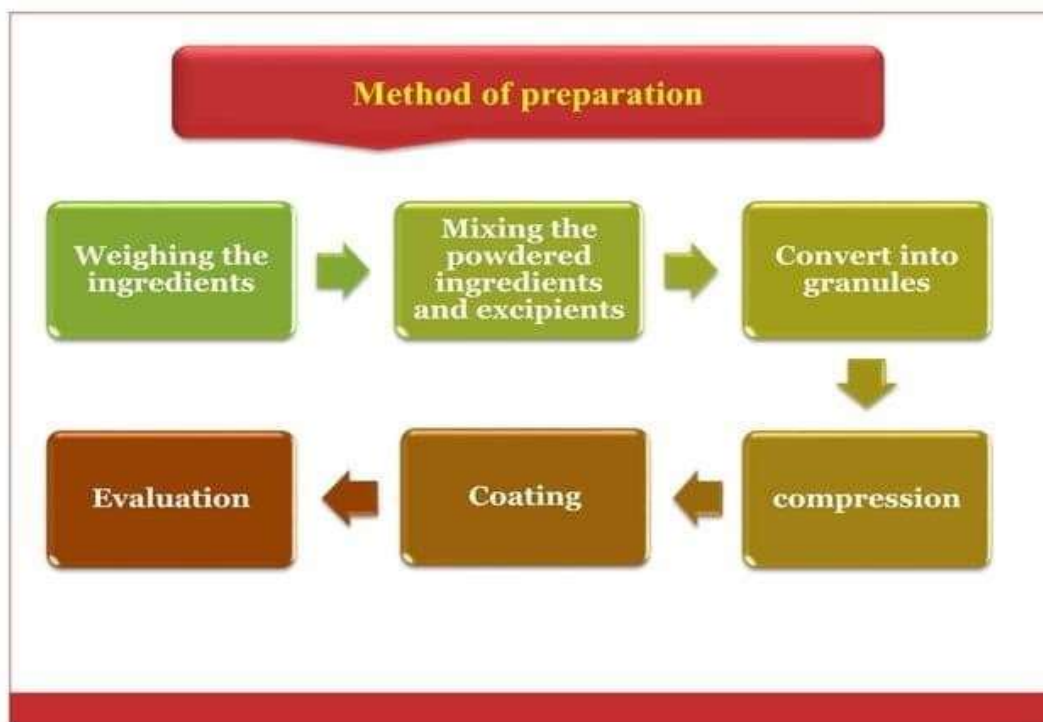 Method of preparation
Weighing the
ingredients
Mixing the
powdered
ingredients
and excipients
Convert into
granules
compression
Coating
Evaluation